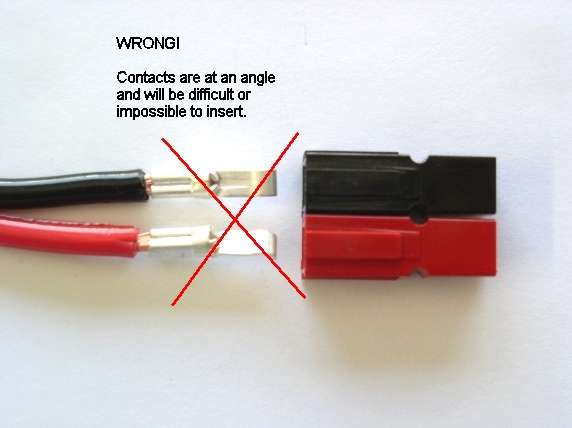 WRONG!
Contacts are at an angle
and will be difficult or
impossible to insert.